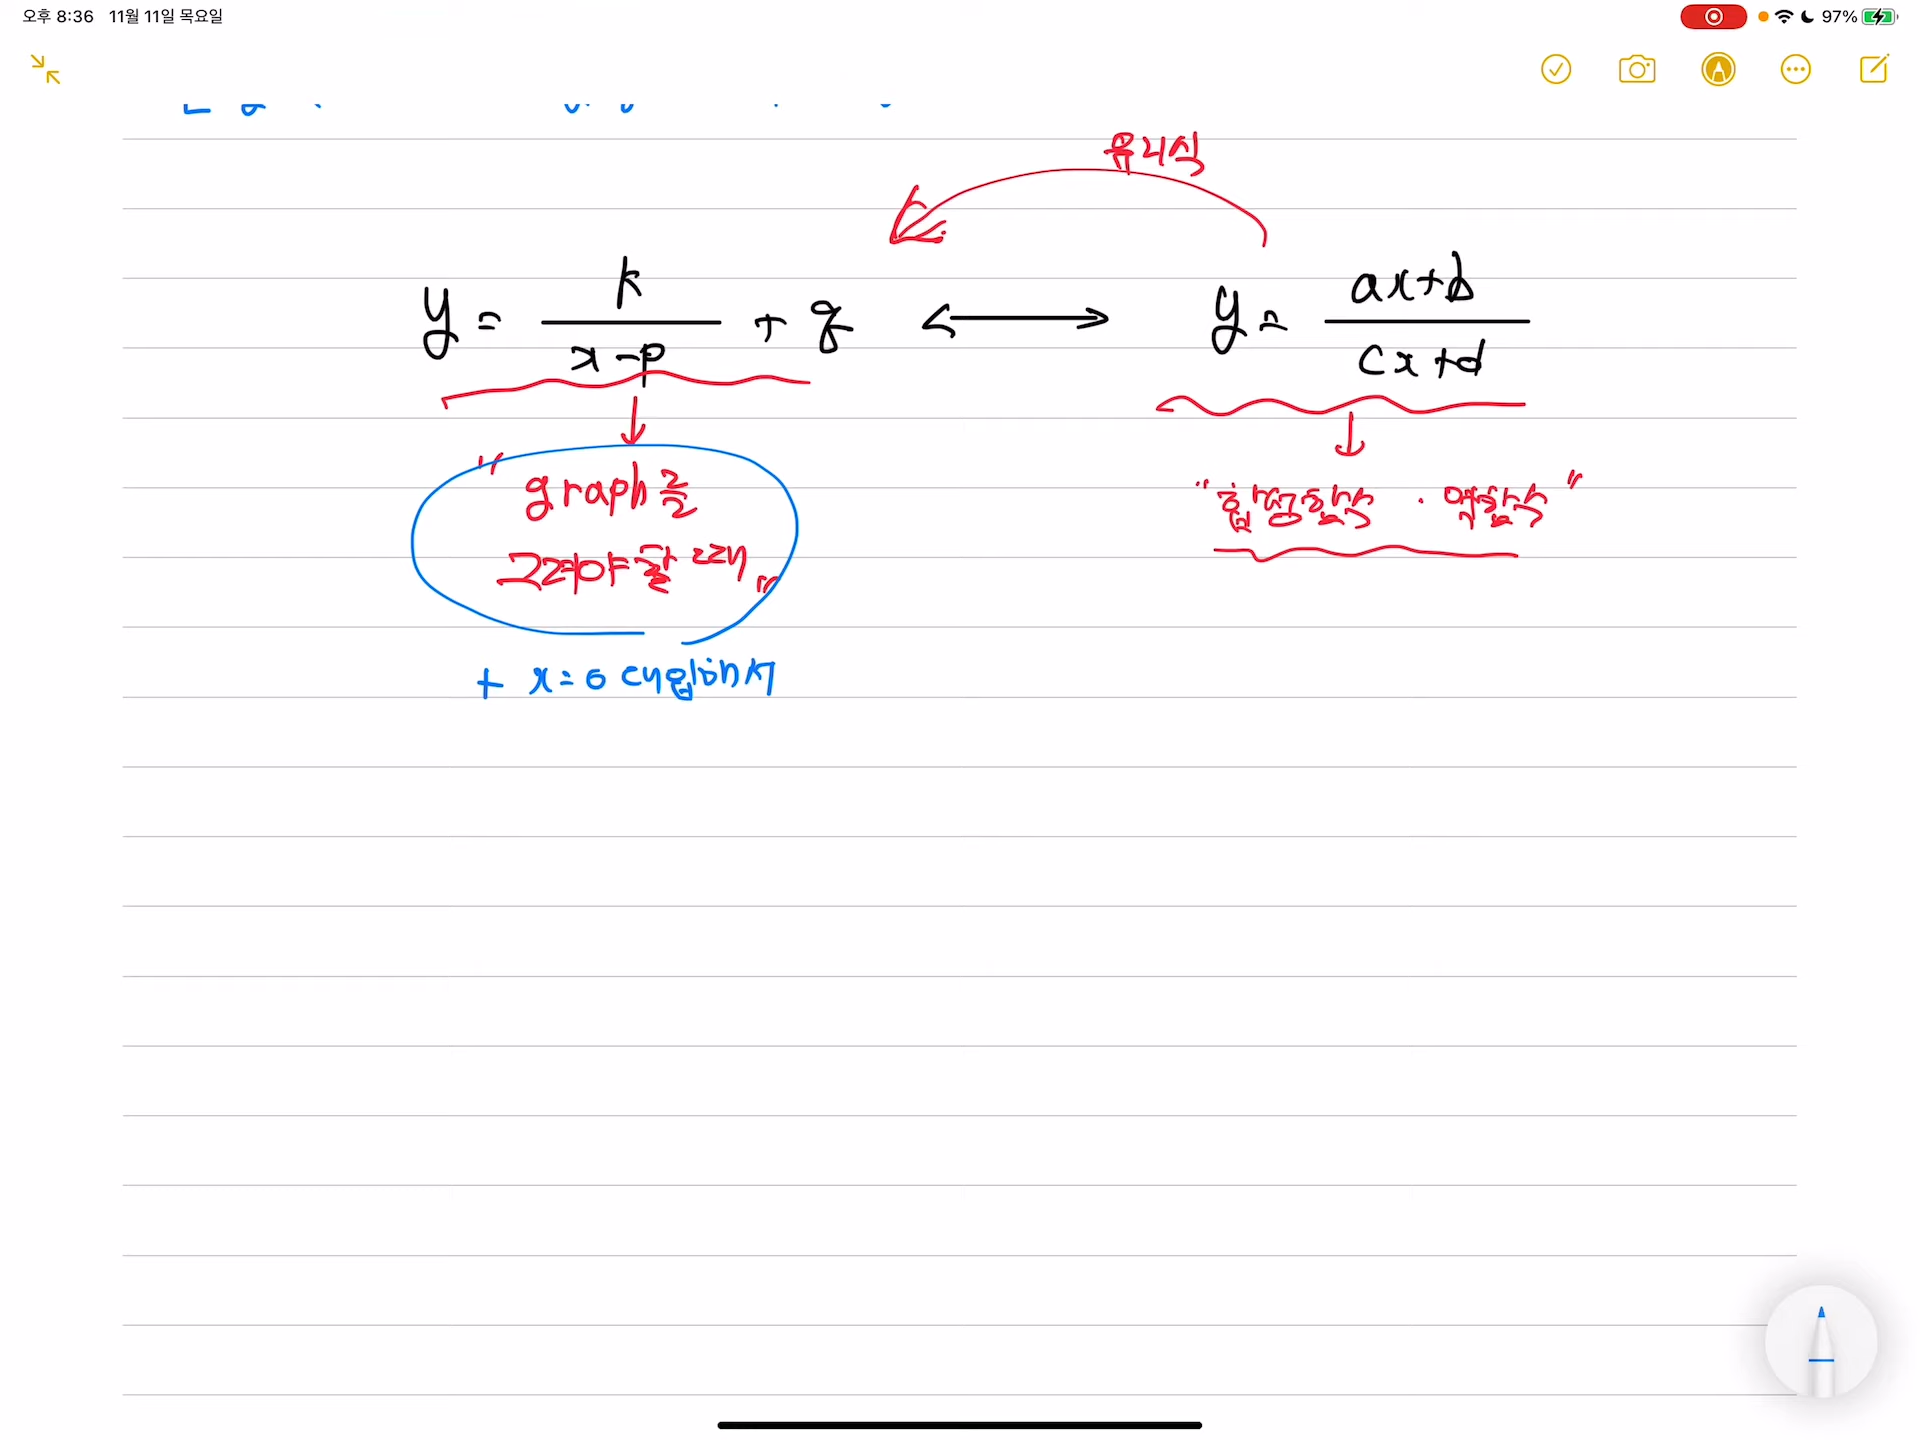 오후 8:36 11월 11일 목요일 97%
유리식
y = k / (x-p) + q ⟷ y = (ax+b) / (cx+d)
"graph를
그려야할 때"
"합성함수 · 역함수"
+ x=0 대입해서